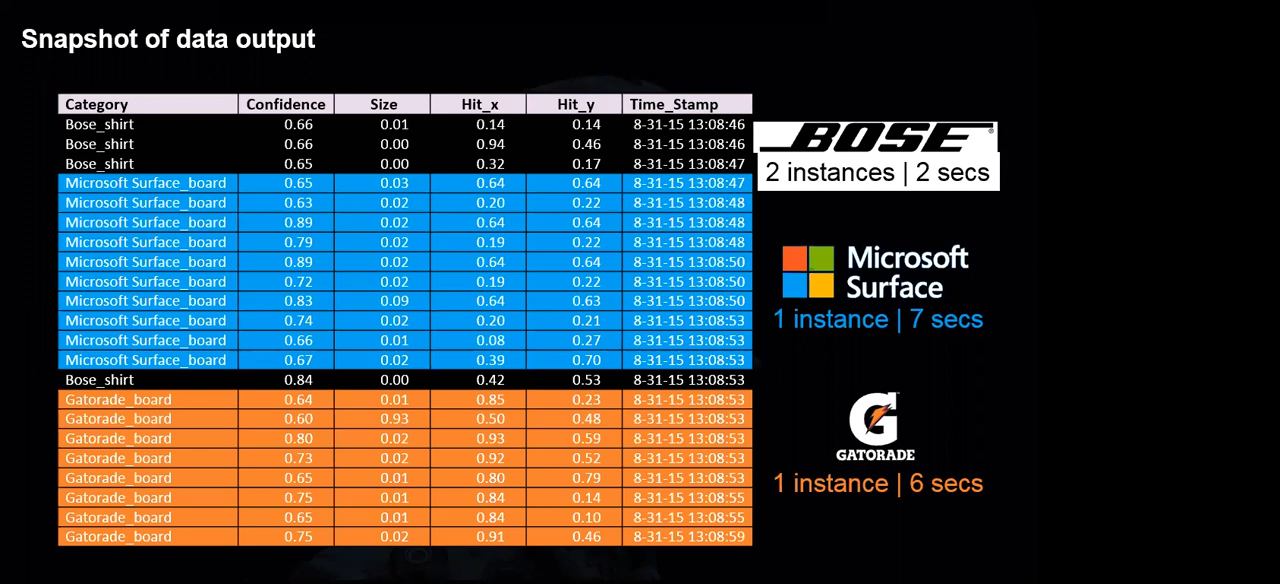 Snapshot of data output
Category Confidence Size Hit_x Hit_y Time_Stamp
Bose_shirt 0.66 0.01 0.14 0.14 8-31-15 13:08:46
Bose_shirt 0.66 0.00 0.94 0.46 8-31-15 13:08:46
Bose_shirt 0.65 0.00 0.32 0.17 8-31-15 13:08:47
Microsoft Surface_board 0.65 0.03 0.64 0.64 8-31-15 13:08:47
Microsoft Surface_board 0.63 0.02 0.20 0.22 8-31-15 13:08:48
Microsoft Surface_board 0.89 0.02 0.64 0.64 8-31-15 13:08:48
Microsoft Surface_board 0.79 0.02 0.19 0.22 8-31-15 13:08:48
Microsoft Surface_board 0.89 0.02 0.64 0.64 8-31-15 13:08:50
Microsoft Surface_board 0.72 0.02 0.19 0.22 8-31-15 13:08:50
Microsoft Surface_board 0.83 0.09 0.64 0.63 8-31-15 13:08:50
Microsoft Surface_board 0.74 0.02 0.20 0.21 8-31-15 13:08:53
Microsoft Surface_board 0.66 0.01 0.08 0.27 8-31-15 13:08:53
Microsoft Surface_board 0.67 0.02 0.39 0.70 8-31-15 13:08:53
Bose_shirt 0.84 0.00 0.42 0.53 8-31-15 13:08:53
Gatorade_board 0.64 0.01 0.85 0.23 8-31-15 13:08:53
Gatorade_board 0.60 0.93 0.50 0.48 8-31-15 13:08:53
Gatorade_board 0.80 0.02 0.93 0.59 8-31-15 13:08:53
Gatorade_board 0.73 0.02 0.92 0.52 8-31-15 13:08:53
Gatorade_board 0.65 0.01 0.80 0.79 8-31-15 13:08:53
Gatorade_board 0.75 0.01 0.84 0.14 8-31-15 13:08:55
Gatorade_board 0.65 0.01 0.84 0.10 8-31-15 13:08:55
Gatorade_board 0.75 0.02 0.91 0.46 8-31-15 13:08:59
BOSE®
2 instances | 2 secs
Microsoft
Surface
1 instance | 7 secs
G
GATORADE
1 instance | 6 secs